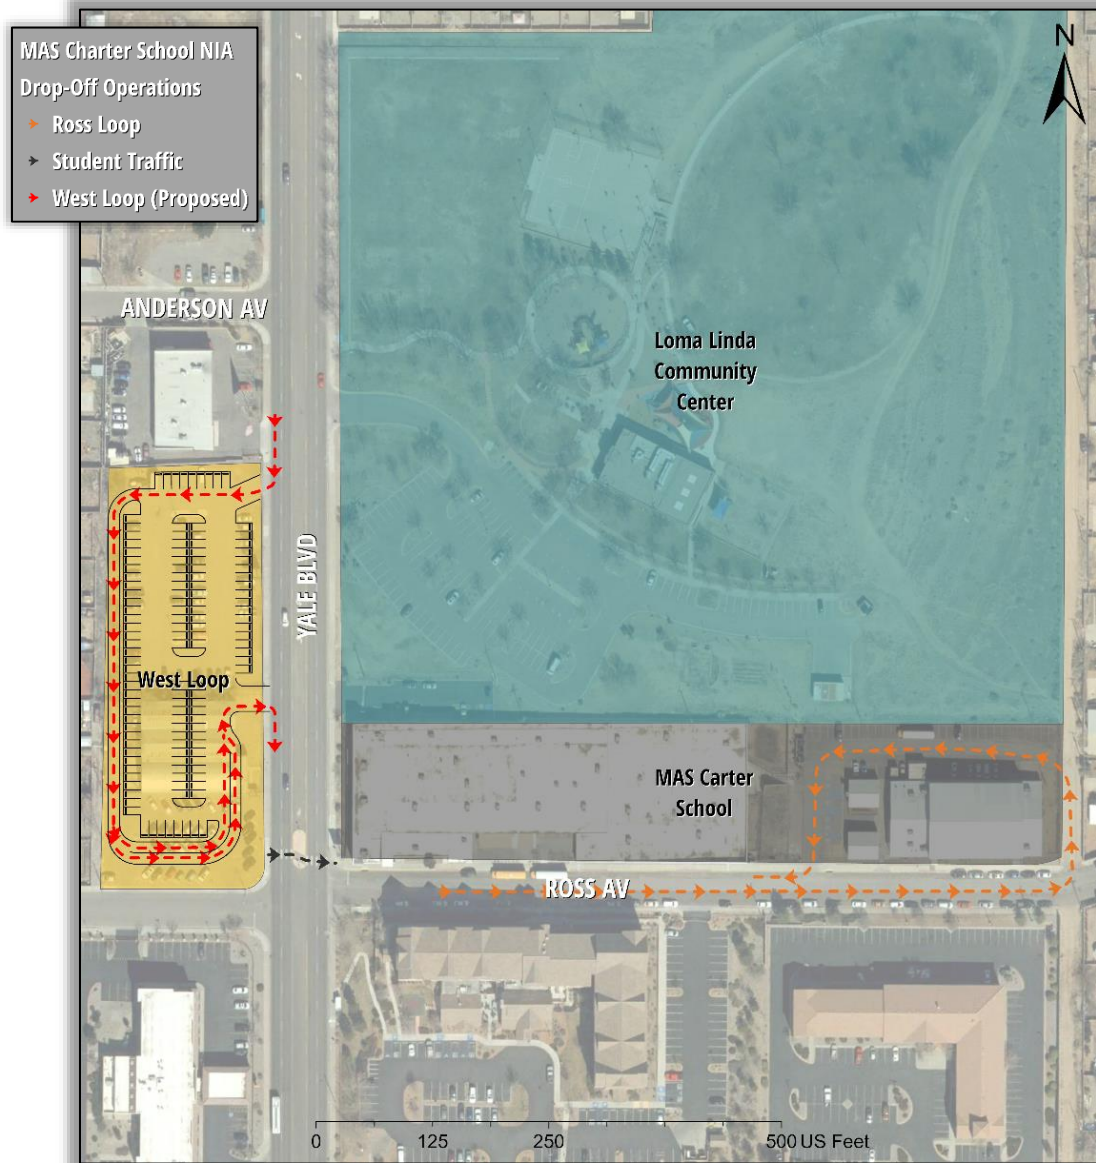 MAS Charter School NIA
Drop-Off Operations
Ross Loop
Student Traffic
West Loop (Proposed)
N
ANDERSON AV
Loma Linda
Community
Center
YALE BLVD
West Loop
MAS Carter
School
ROSS AV
0 125 250 500 US Feet